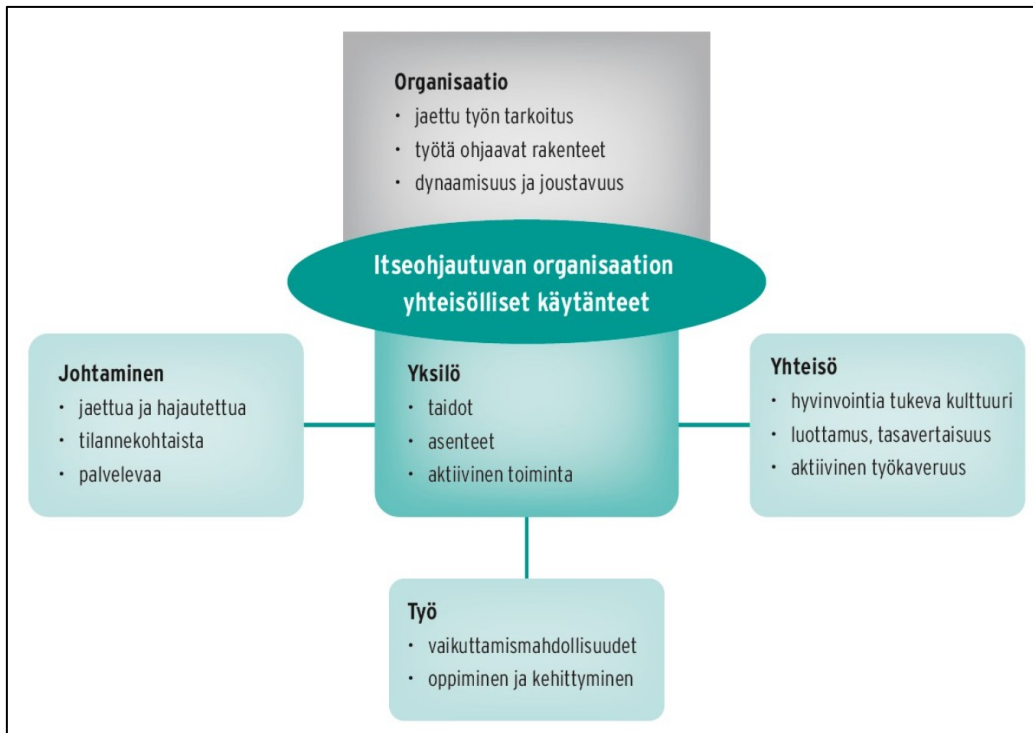 Organisaatio
• jaettu työn tarkoitus
• työtä ohjaavat rakenteet
• dynaamisuus ja joustavuus
Itseohjautuvan organisaation
yhteisölliset käytänteet
Johtaminen
• jaettua ja hajautettua
• tilannekohtaista
• palvelevaa
Yksilö
• taidot
• asenteet
• aktiivinen toiminta
Yhteisö
• hyvinvointia tukeva kulttuuri
• luottamus, tasavertaisuus
• aktiivinen työkaveruus
Työ
• vaikuttamismahdollisuudet
• oppiminen ja kehittyminen